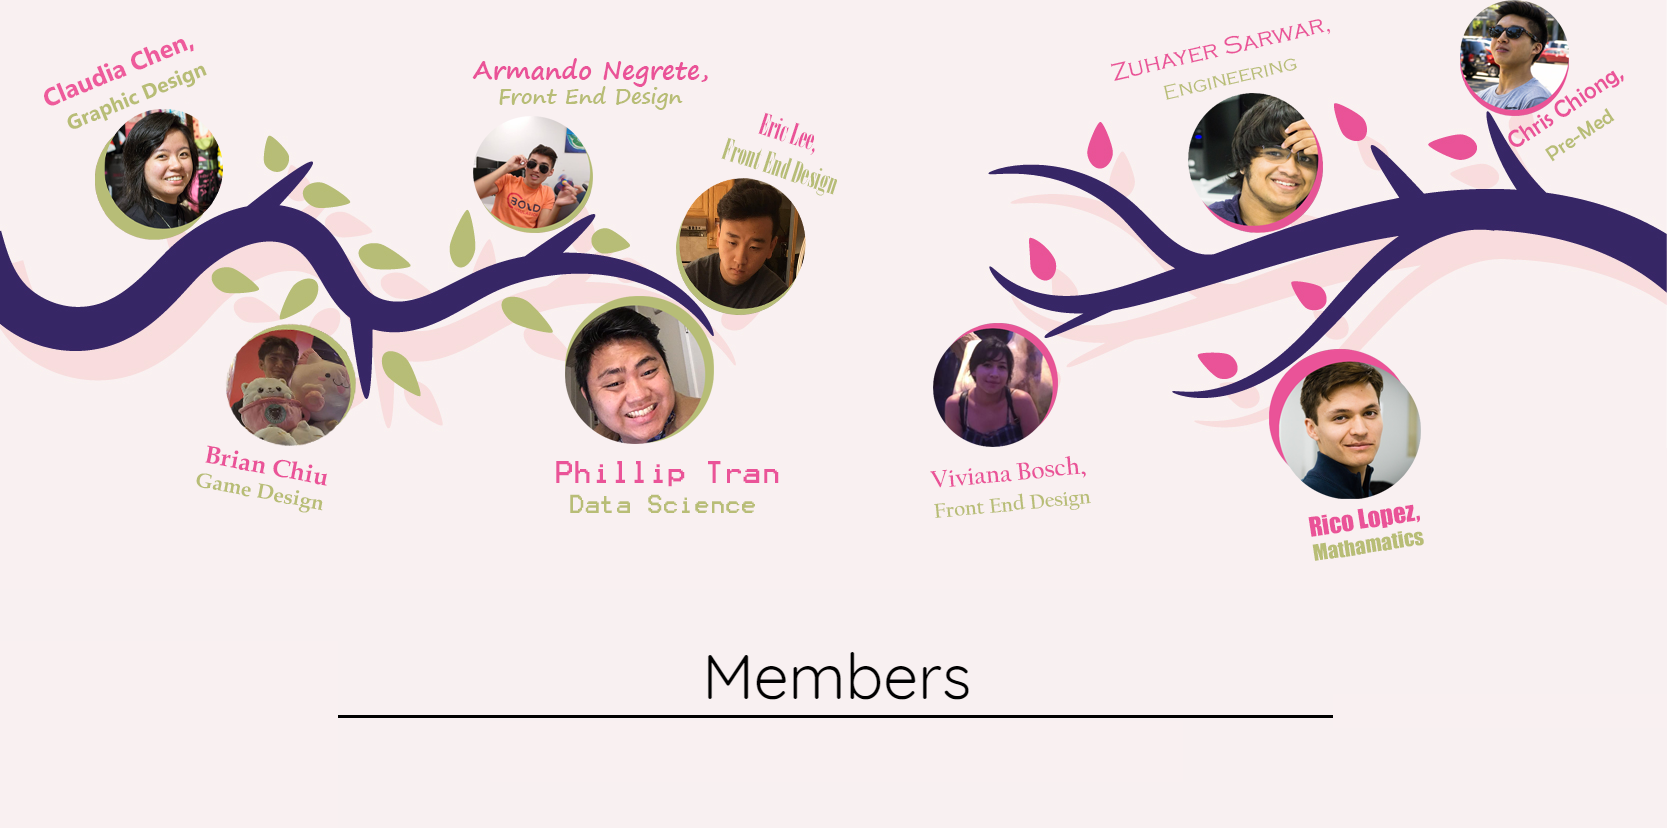 Claudia Chen,
Graphic Design
Armando Negrete,
Front End Design
Eric Lee,
Front End Design
Brian Chiu
Game Design
Phillip Tran
Data Science
Zuhayer Sarwar,
Engineering
Chris Chiong,
Pre-Med
Viviana Bosch,
Front End Design
Rico Lopez,
Mathamatics
Members